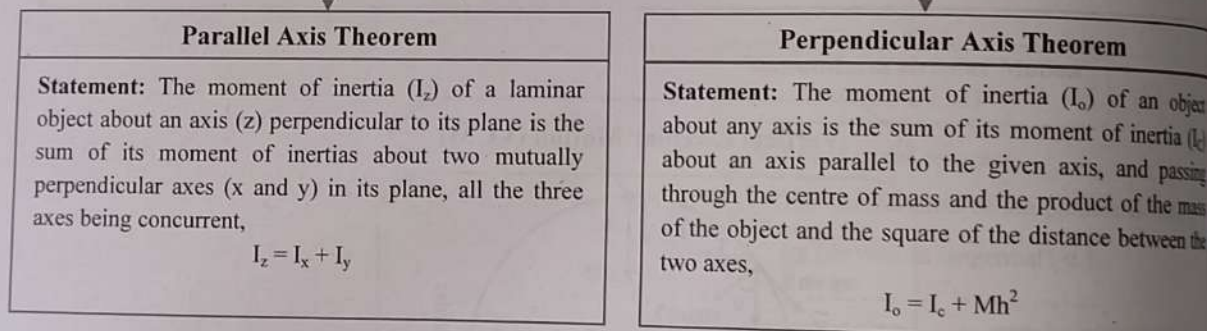 Parallel Axis Theorem
Statement: The moment of inertia (I_z) of a laminar
object about an axis (z) perpendicular to its plane is the
sum of its moment of inertias about two mutually
perpendicular axes (x and y) in its plane, all the three
axes being concurrent,
I_z = I_x + I_y
Perpendicular Axis Theorem
Statement: The moment of inertia (I_o) of an object
about any axis is the sum of its moment of inertia (I_c)
about an axis parallel to the given axis, and passing
through the centre of mass and the product of the mass
of the object and the square of the distance between the
two axes,
I_o = I_c + Mh²